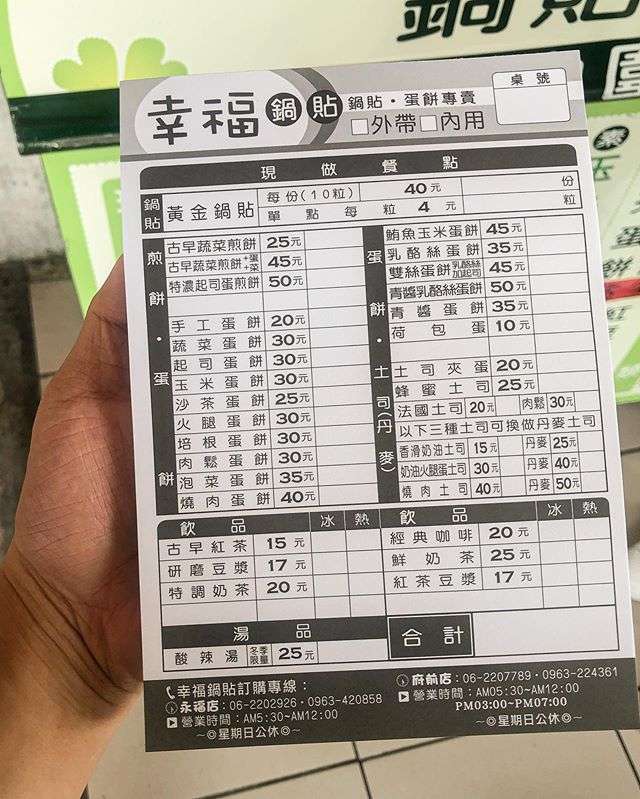 鍋貼
幸福鍋貼
鍋貼・蛋餅專賣
□外帶□內用
桌號
現做餐點
鍋貼 黃金鍋貼 每份(10粒) 40元 份
單點每粒 4元 粒
煎餅・蛋餅
古早蔬菜煎餅 25元
古早蔬菜煎餅+蛋+菜 45元
特濃起司蛋煎餅 50元
手工蛋餅 20元
蔬菜蛋餅 30元
起司蛋餅 30元
玉米蛋餅 30元
沙茶蛋餅 25元
火腿蛋餅 30元
培根蛋餅 30元
肉鬆蛋餅 30元
泡菜蛋餅 35元
燒肉蛋餅 40元
蛋餅・土司(丹麥)
鮪魚玉米蛋餅 45元
乳酪絲蛋餅 35元
雙絲蛋餅 乳酪絲加起司 45元
青醬乳酪絲蛋餅 50元
青醬蛋餅 35元
荷包蛋 10元
土司夾蛋 20元
蜂蜜土司 25元
法國土司 20元 肉鬆 30元
以下三種土司可換做丹麥土司
香滑奶油土司 15元 丹麥 25元
奶油火腿蛋土司 30元 丹麥 40元
燒肉土司 40元 丹麥 50元
飲品 冰 熱
古早紅茶 15元
研磨豆漿 17元
特調奶茶 20元
飲品 冰 熱
經典咖啡 20元
鮮奶茶 25元
紅茶豆漿 17元
湯品
酸辣湯 冬季限量 25元
合計
幸福鍋貼訂購專線：
永福店：06-2202926・0963-420858
營業時間：AM5:30~AM12:00
~◎星期日公休◎~
府前店：06-2207789・0963-224361
營業時間：AM05:30~AM12:00
PM03:00~PM07:00
~◎星期日公休◎~